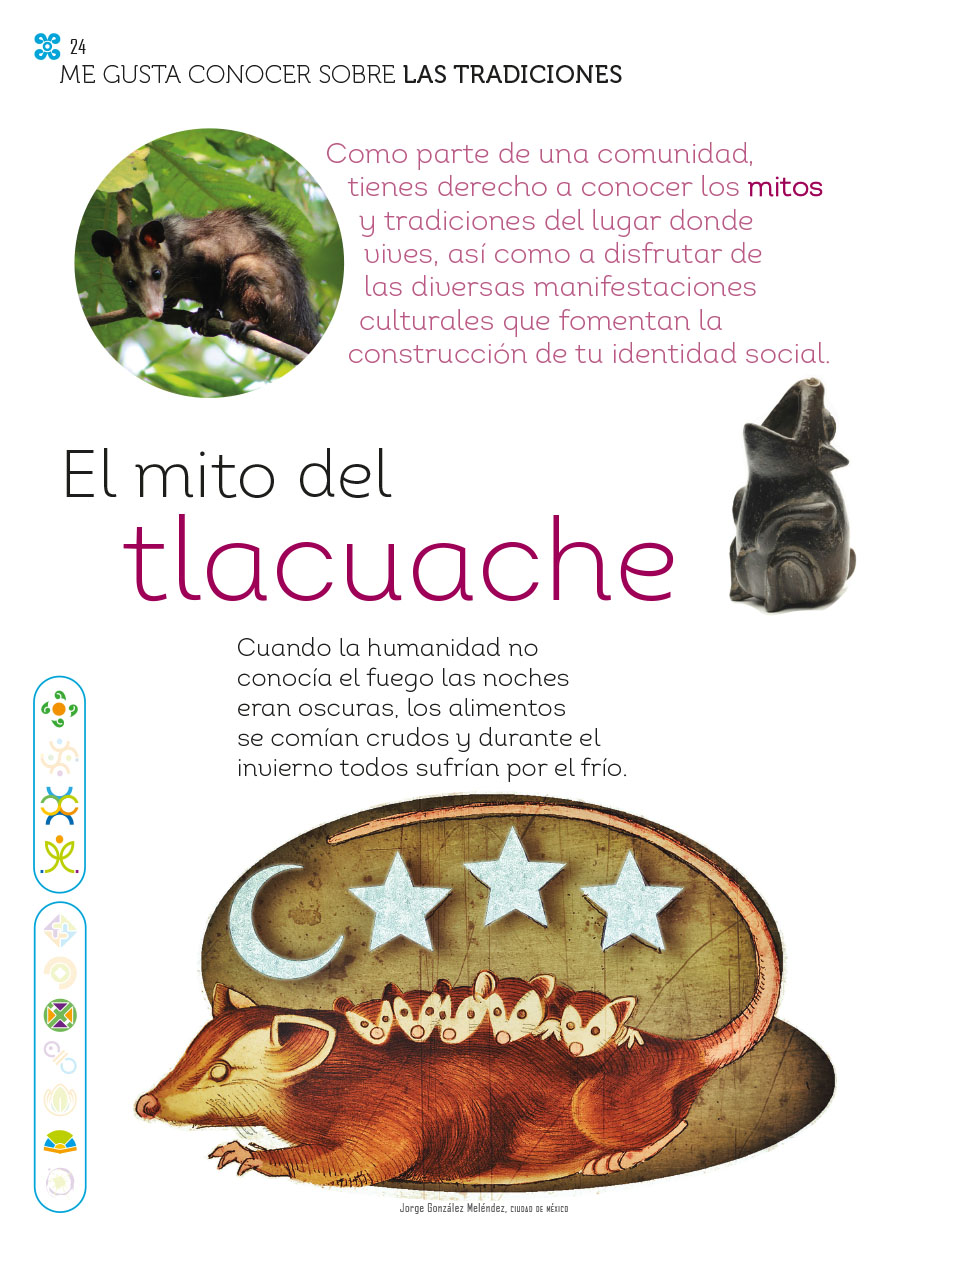 24
ME GUSTA CONOCER SOBRE LAS TRADICIONES
Como parte de una comunidad,
tienes derecho a conocer los mitos
y tradiciones del lugar donde
vives, así como a disfrutar de
las diversas manifestaciones
culturales que fomentan la
construcción de tu identidad social.
El mito del
tlacuache
Cuando la humanidad no
conocía el fuego las noches
eran oscuras, los alimentos
se comían crudos y durante el
invierno todos sufrían por el frío.
Jorge González Meléndez, CIUDAD DE MÉXICO